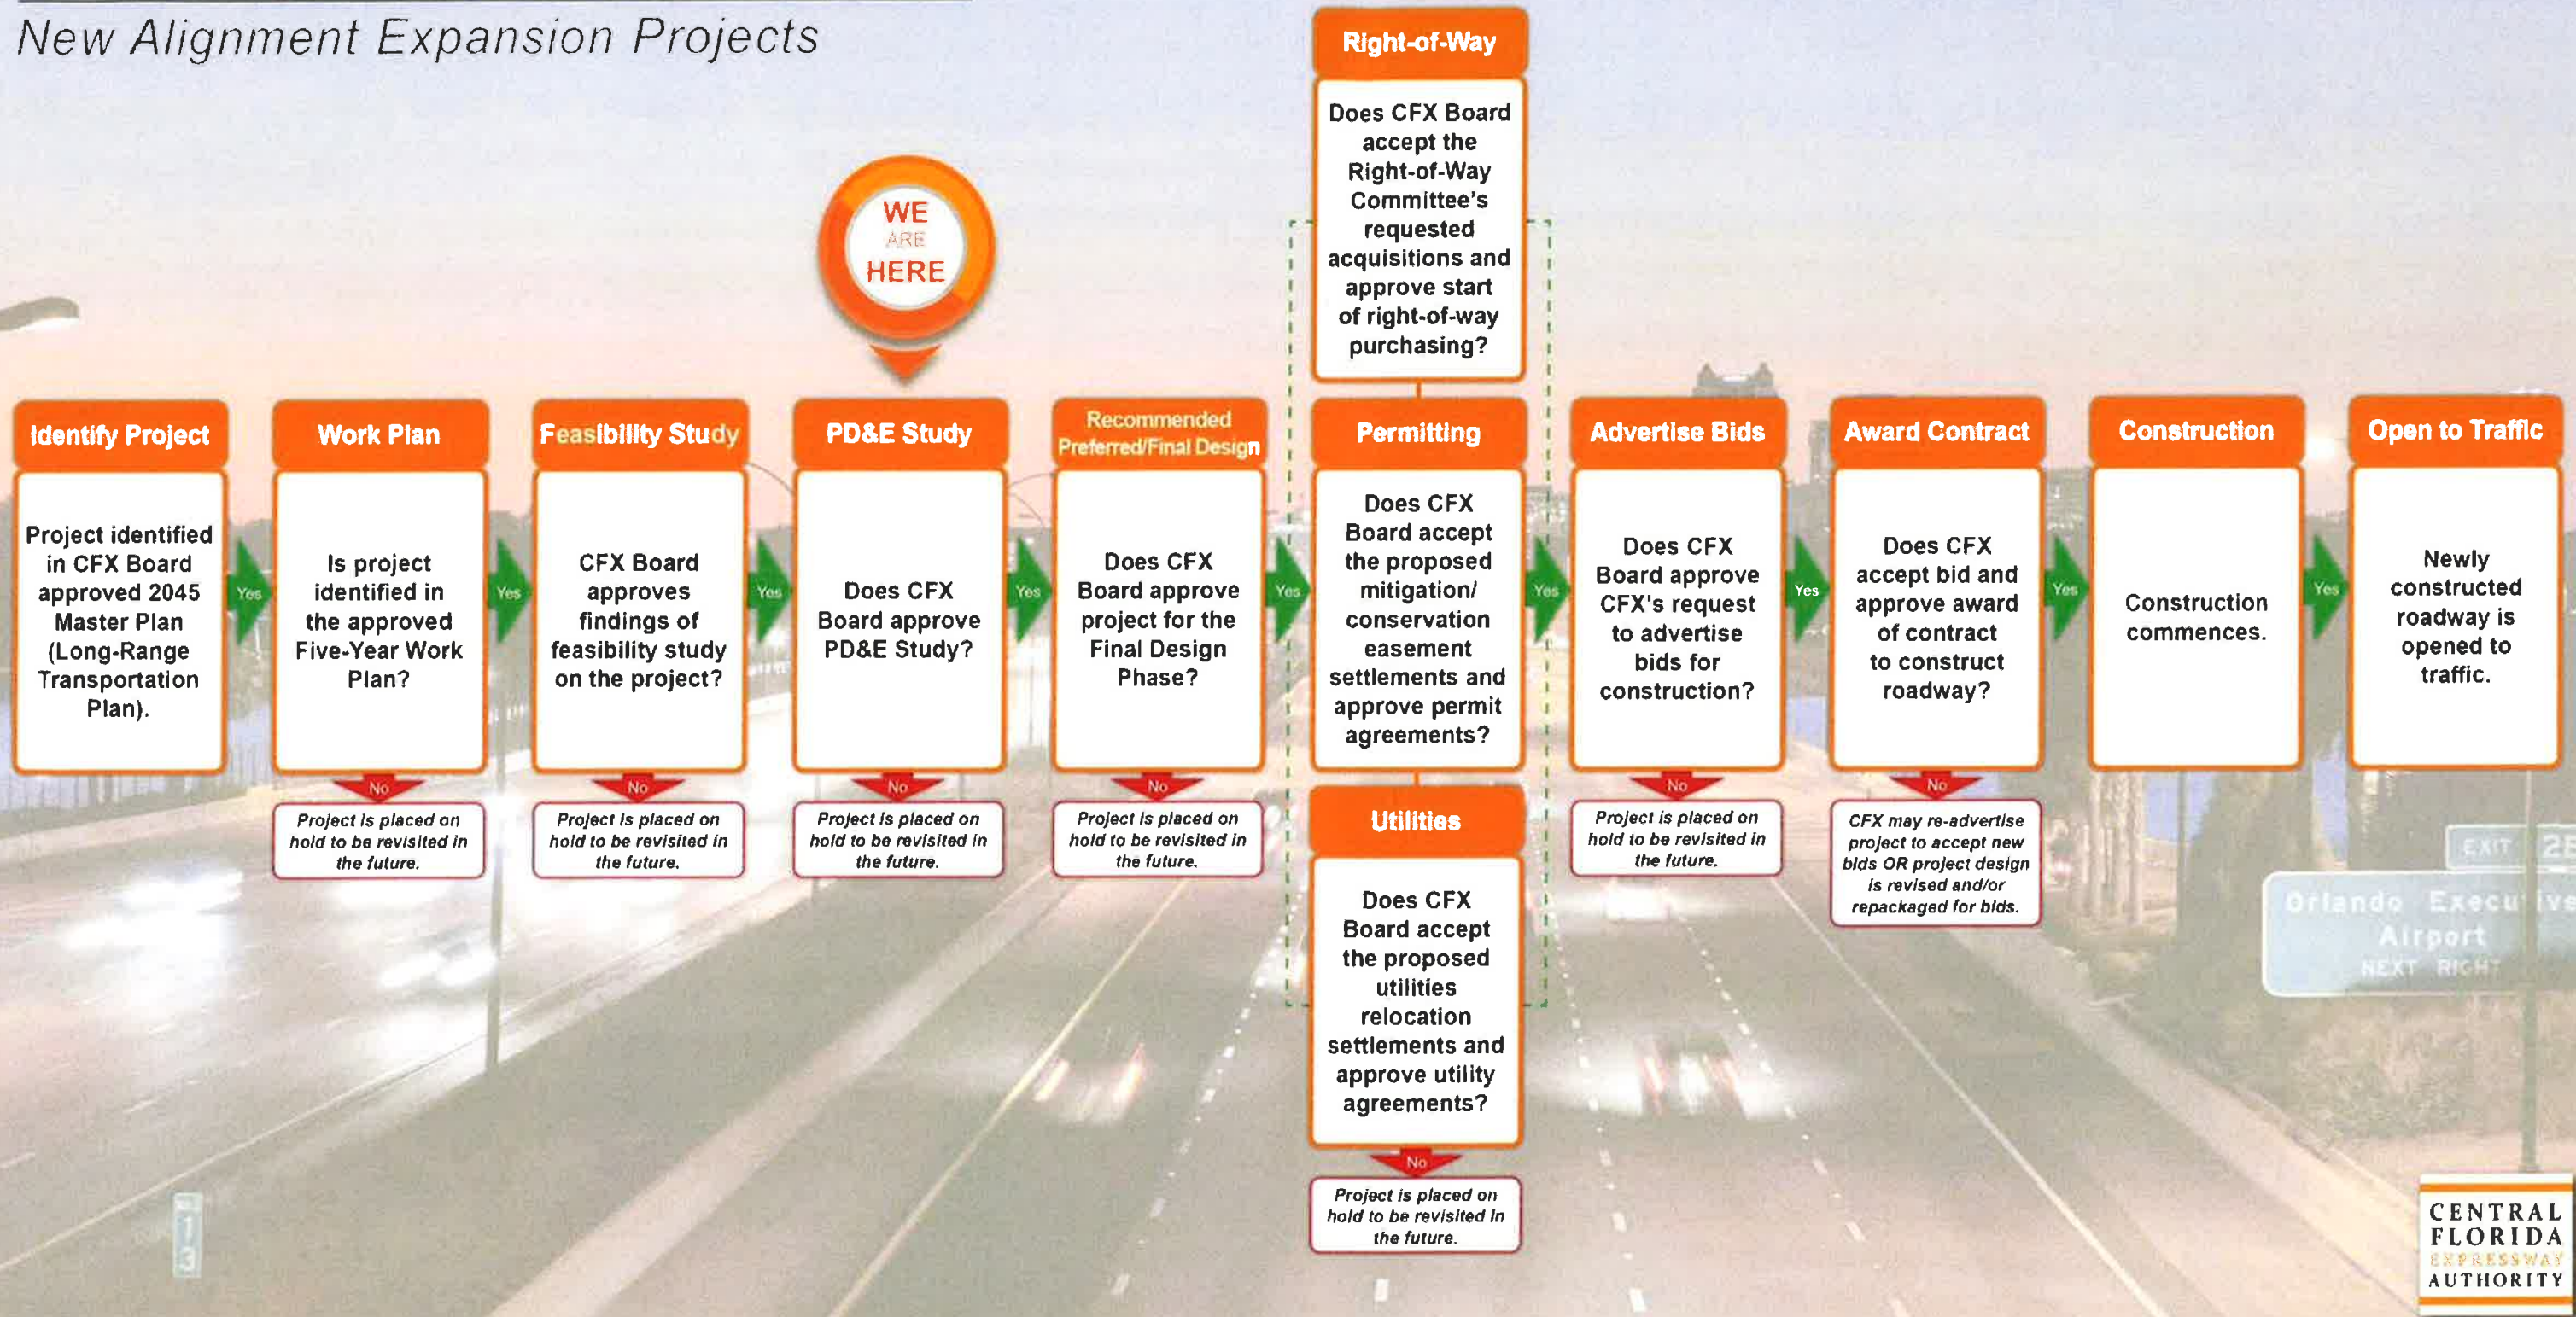 New Alignment Expansion Projects
WE
ARE
HERE
Identify Project
Project identified
in CFX Board
approved 2045
Master Plan
(Long-Range
Transportation
Plan).
Yes
Work Plan
Is project
identified in
the approved
Five-Year Work
Plan?
No
Project is placed on
hold to be revisited in
the future.
Yes
Feasibility Study
CFX Board
approves
findings of
feasibility study
on the project?
No
Project is placed on
hold to be revisited in
the future.
Yes
PD&E Study
Does CFX
Board approve
PD&E Study?
No
Project is placed on
hold to be revisited in
the future.
Yes
Recommended
Preferred/Final Design
Does CFX
Board approve
project for the
Final Design
Phase?
No
Project is placed on
hold to be revisited in
the future.
Yes
Right-of-Way
Does CFX Board
accept the
Right-of-Way
Committee's
requested
acquisitions and
approve start
of right-of-way
purchasing?
Permitting
Does CFX
Board accept
the proposed
mitigation/
conservation
easement
settlements and
approve permit
agreements?
Utilities
Does CFX
Board accept
the proposed
utilities
relocation
settlements and
approve utility
agreements?
No
Project is placed on
hold to be revisited in
the future.
Yes
Advertise Bids
Does CFX
Board approve
CFX's request
to advertise
bids for
construction?
No
Project is placed on
hold to be revisited in
the future.
Yes
Award Contract
Does CFX
accept bid and
approve award
of contract
to construct
roadway?
No
CFX may re-advertise
project to accept new
bids OR project design
is revised and/or
repackaged for bids.
Yes
Construction
Construction
commences.
Yes
Open to Traffic
Newly
constructed
roadway is
opened to
traffic.
EXIT
Orlando Executive
Airport
NEXT RIGHT
1
3
CENTRAL
FLORIDA
EXPRESSWAY
AUTHORITY